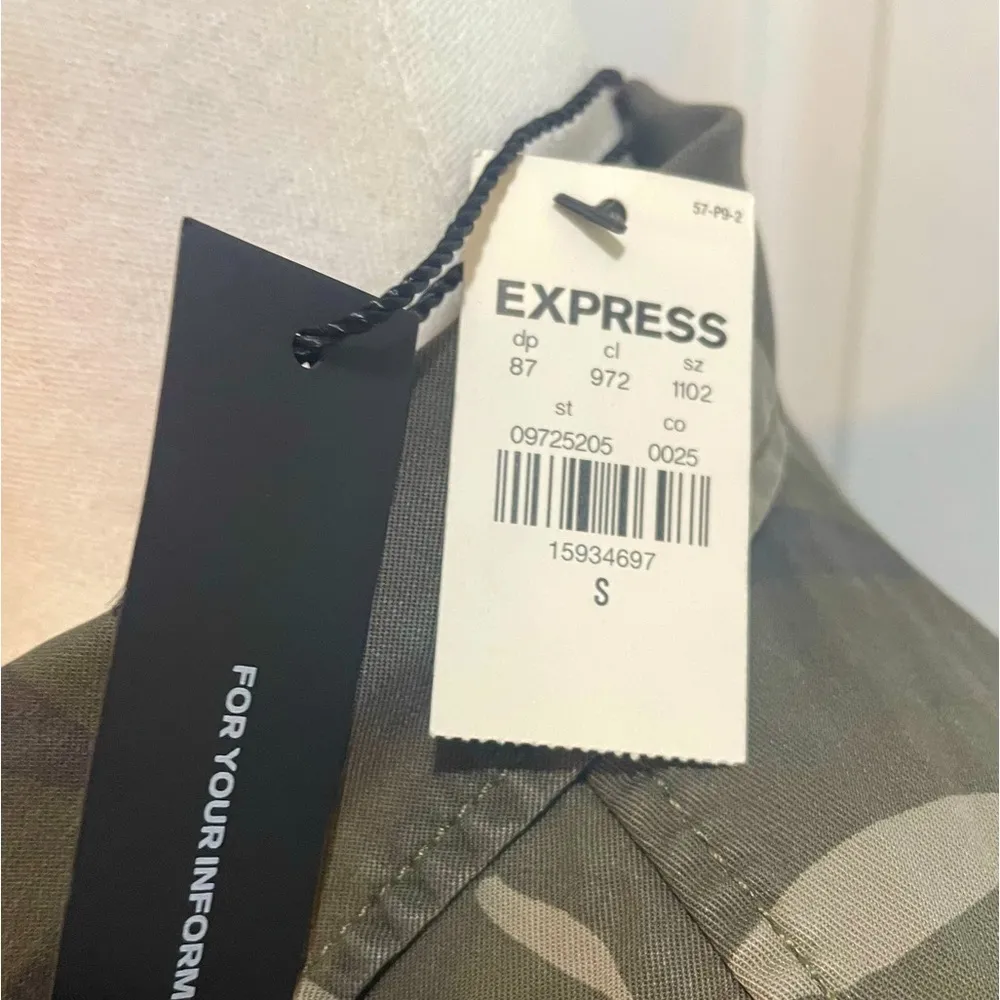 57-P9-2
EXPRESS
dp cl sz
87 972 1102
st co
09725205 0025
15934697
S
FOR YOUR INFORM